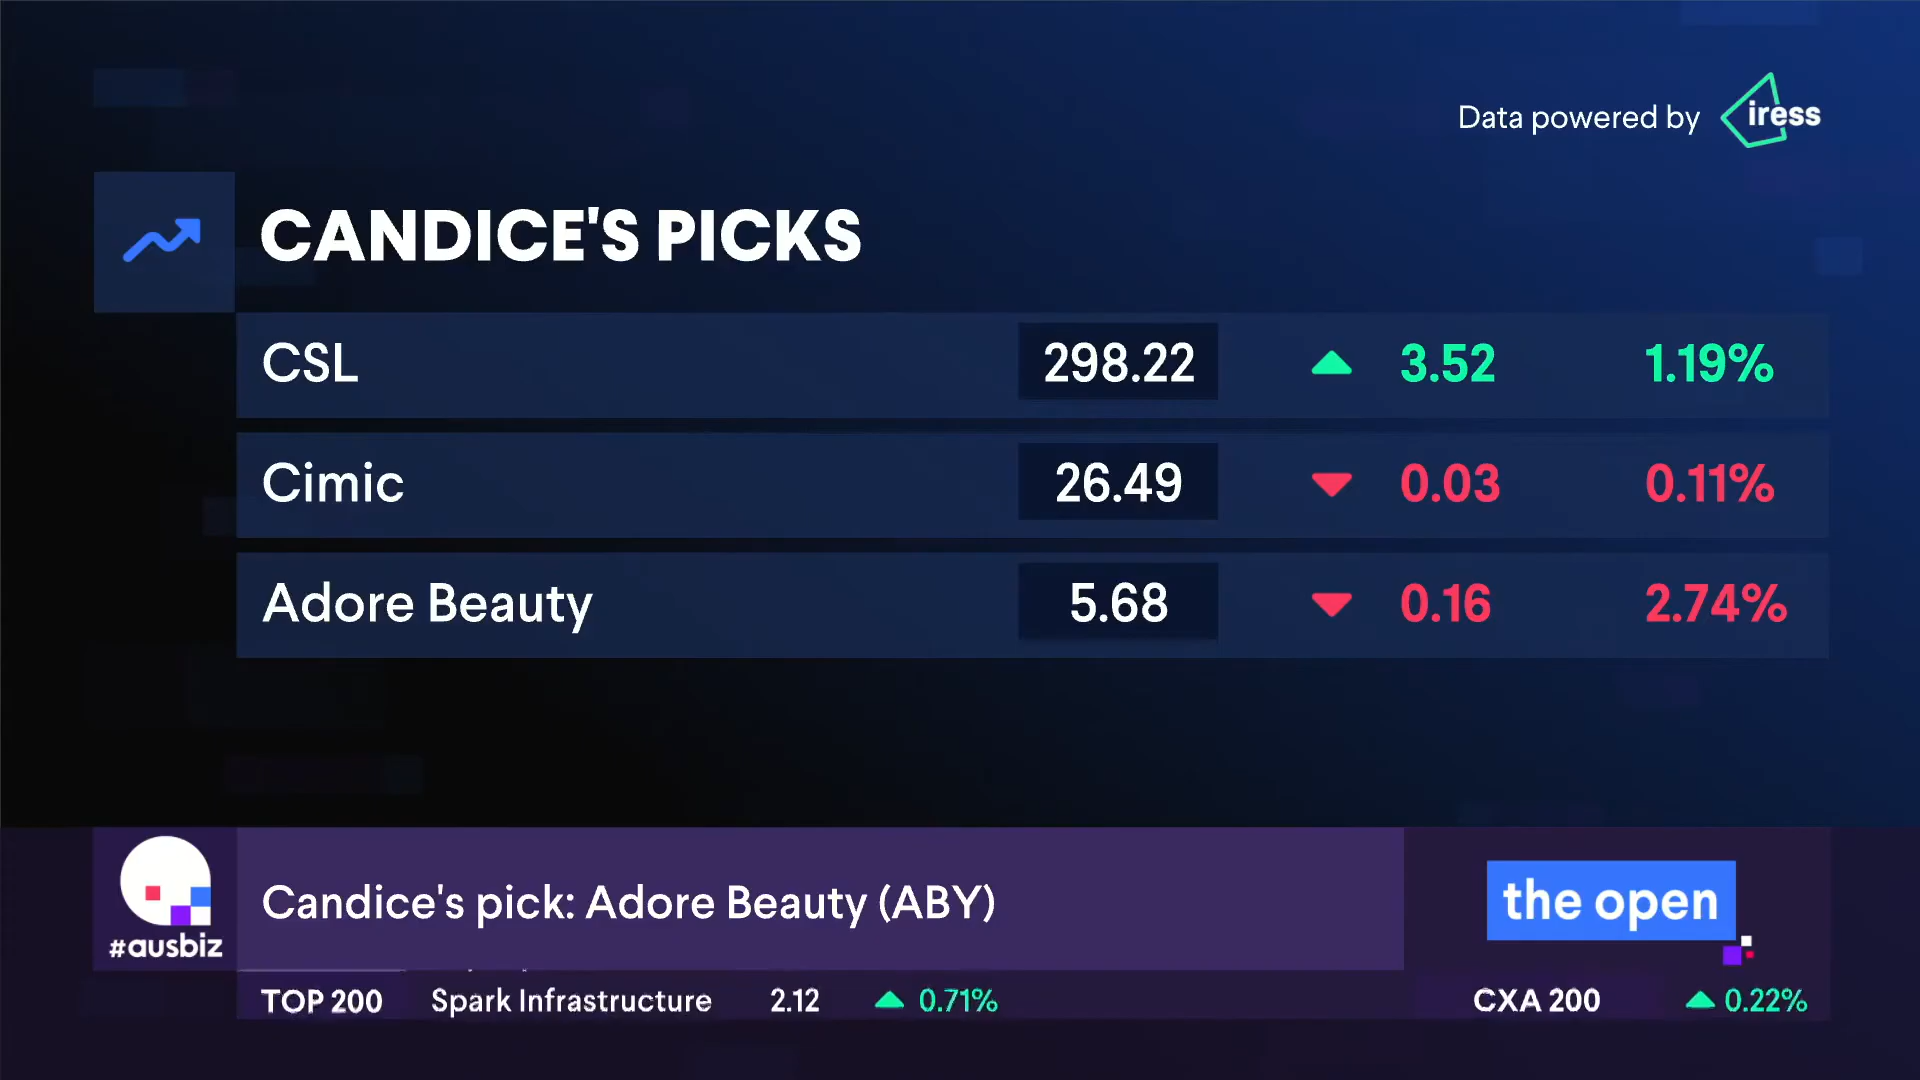 Data powered by iress
CANDICE'S PICKS
CSL 298.22 3.52 1.19%
Cimic 26.49 0.03 0.11%
Adore Beauty 5.68 0.16 2.74%
#ausbiz
Candice's pick: Adore Beauty (ABY)
the open
TOP 200 Spark Infrastructure 2.12 0.71% CXA 200 0.22%